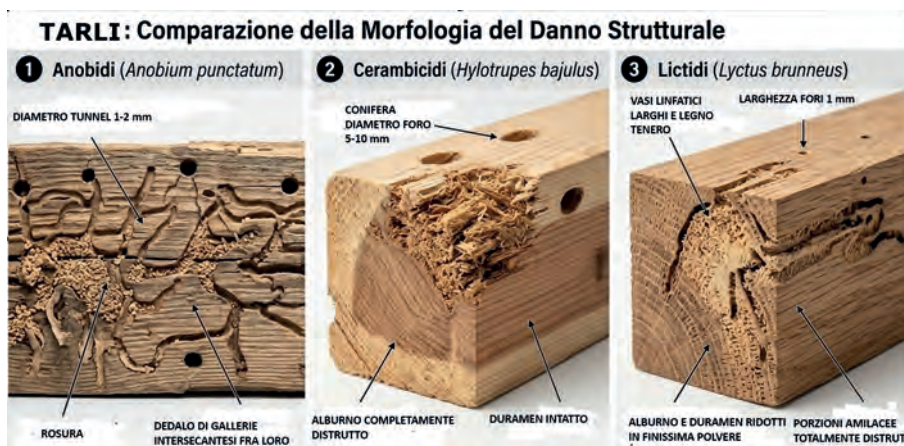 TARLI: Comparazione della Morfologia del Danno Strutturale
1 Anobidi (Anobium punctatum)
DIAMETRO TUNNEL 1-2 mm
ROSURA
DEDALO DI GALLERIE
INTERSECANTESI FRA LORO
2 Cerambicidi (Hylotrupes bajulus)
CONIFERA
DIAMETRO FORO
5-10 mm
ALBURNO COMPLETAMENTE
DISTRUTTO
DURAMEN INTATTO
3 Lictidi (Lyctus brunneus)
VASI LINFATICI
LARGHI E LEGNO
TENERO
LARGHEZZA FORI 1 mm
ALBURNO E DURAMEN RIDOTTI
IN FINISSIMA POLVERE
PORZIONI AMILACEE
TOTALMENTE DISTRUT